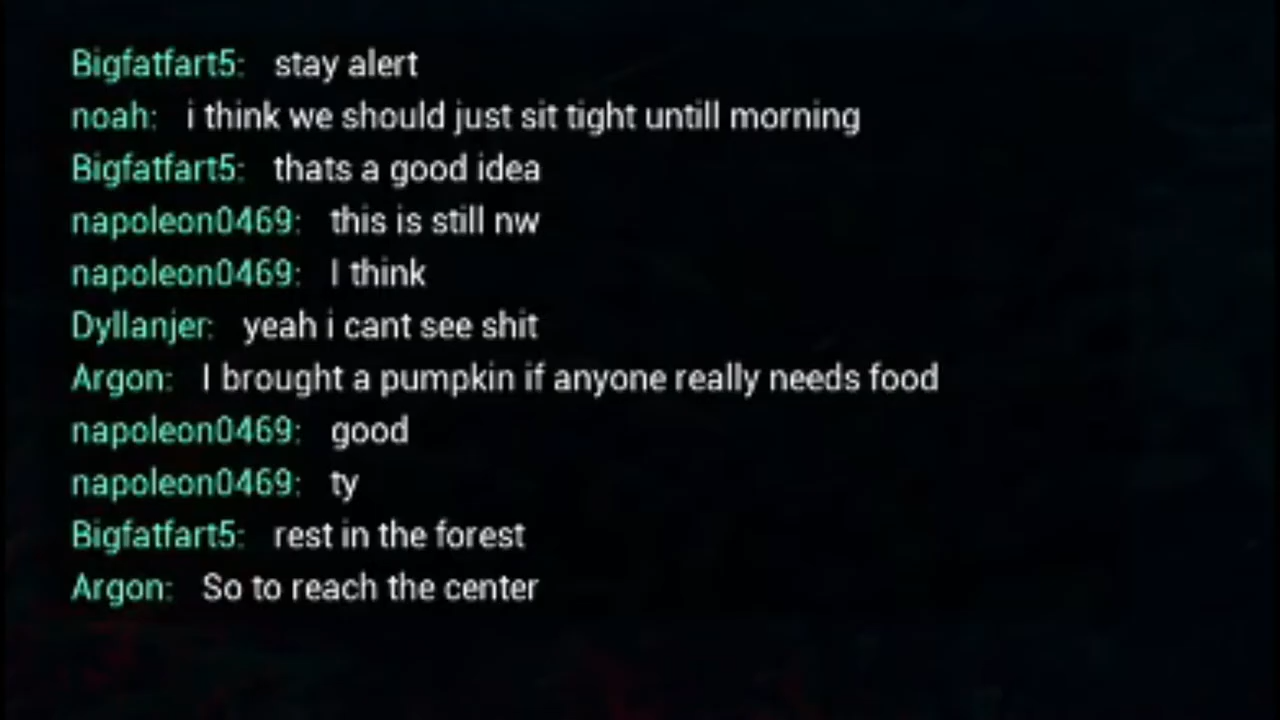 Bigfatfart5: stay alert
noah: i think we should just sit tight untill morning
Bigfatfart5: thats a good idea
napoleon0469: this is still nw
napoleon0469: I think
Dyllanjer: yeah i cant see shit
Argon: I brought a pumpkin if anyone really needs food
napoleon0469: good
napoleon0469: ty
Bigfatfart5: rest in the forest
Argon: So to reach the center